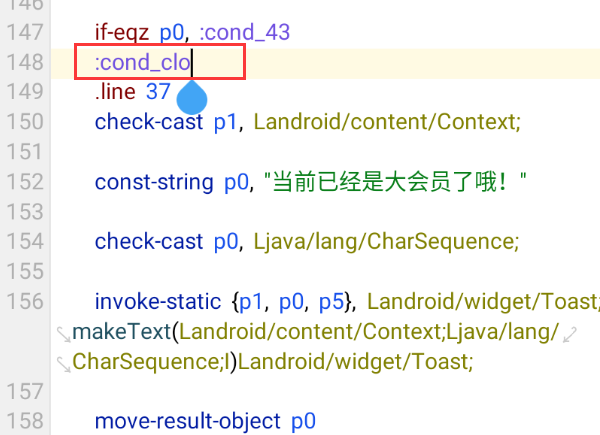 146
147 if-eqz p0, :cond_43
148 :cond_clo
149 .line 37
150 check-cast p1, Landroid/content/Context;
151
152 const-string p0, "当前已经是大会员了哦！"
153
154 check-cast p0, Ljava/lang/CharSequence;
155
156 invoke-static {p1, p0, p5}, Landroid/widget/Toast;
makeText(Landroid/content/Context;Ljava/lang/
CharSequence;I)Landroid/widget/Toast;
157
158 move-result-object p0